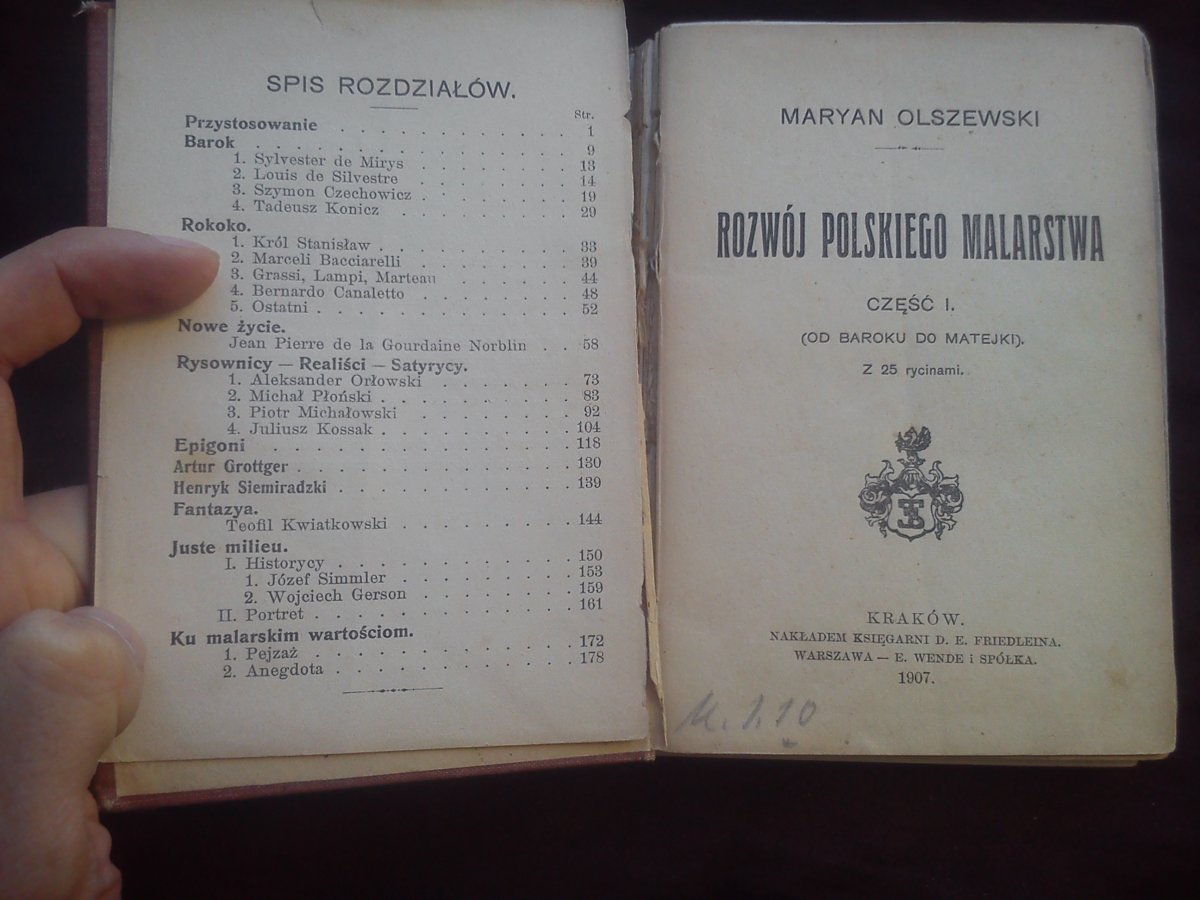 SPIS ROZDZIAŁÓW.
Str.
Przystosowanie . . . . . . . . . . 1
Barok . . . . . . . . . . . . 9
1. Sylvester de Mirys . . . . . . . 13
2. Louis de Silvestre . . . . . . . 14
3. Szymon Czechowicz . . . . . . . 19
4. Tadeusz Konicz . . . . . . . . 29
Rokoko.
1. Król Stanisław . . . . . . . . 33
2. Marceli Bacciarelli . . . . . . . 39
3. Grassi, Lampi, Marteau . . . . . . 44
4. Bernardo Canaletto . . . . . . . 48
5. Ostatni . . . . . . . . . . 52
Nowe życie.
Jean Pierre de la Gourdaine Norblin . . 58
Rysownicy — Realiści — Satyrycy.
1. Aleksander Orłowski . . . . . . 73
2. Michał Płoński . . . . . . . . 83
3. Piotr Michałowski . . . . . . . 92
4. Juliusz Kossak . . . . . . . . 104
Epigoni . . . . . . . . . . . 118
Artur Grottger . . . . . . . . . . 130
Henryk Siemiradzki . . . . . . . . . 139
Fantazya.
Teofil Kwiatkowski . . . . . . . . 144
Juste milieu.
I. Historycy . . . . . . . . . . 150
1. Józef Simmler . . . . . . . . 153
2. Wojciech Gerson . . . . . . . 159
II. Portret . . . . . . . . . . 161
Ku malarskim wartościom.
1. Pejzaż . . . . . . . . . . 172
2. Anegdota . . . . . . . . . 178
MARYAN OLSZEWSKI
ROZWÓJ POLSKIEGO MALARSTWA
CZĘŚĆ I.
(OD BAROKU DO MATEJKI).
Z 25 rycinami.
KRAKÓW.
NAKŁADEM KSIĘGARNI D. E. FRIEDLEINA.
WARSZAWA — E. WENDE i SPÓŁKA.
1907.